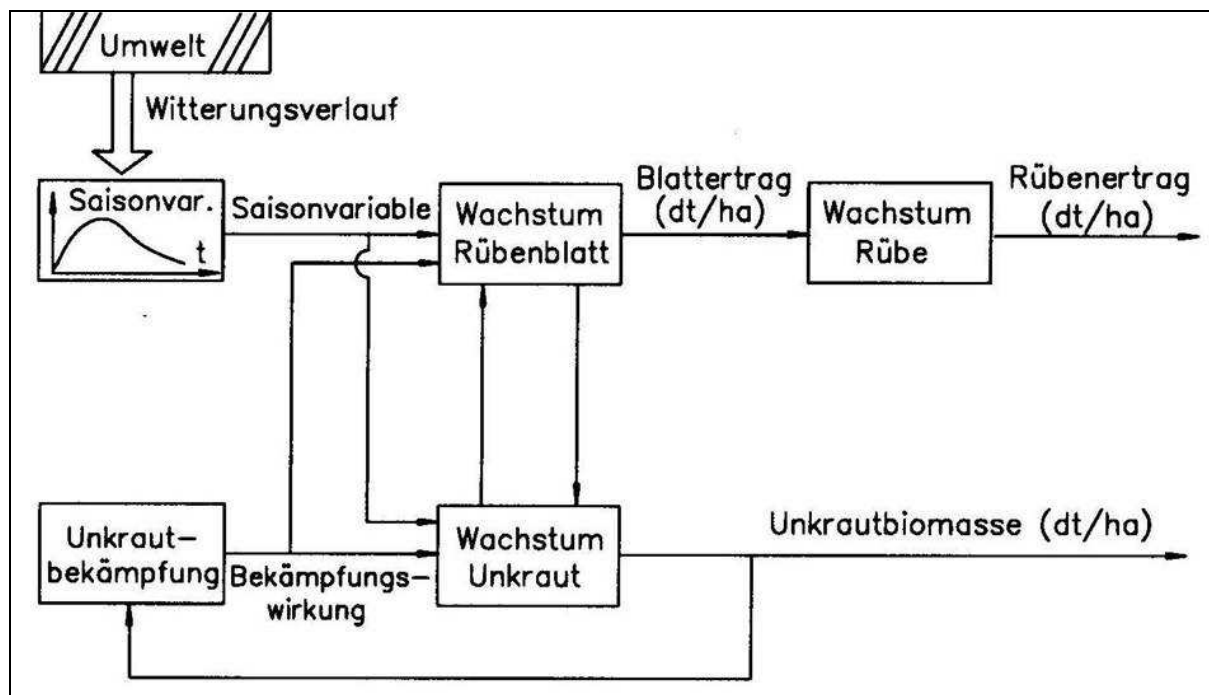 Umwelt
Witterungsverlauf
Saisonvar.
t
Saisonvariable
Wachstum
Rübenblatt
Blattertrag
(dt/ha)
Wachstum
Rübe
Rübenertrag
(dt/ha)
Unkraut-
bekämpfung
Bekämpfungs-
wirkung
Wachstum
Unkraut
Unkrautbiomasse (dt/ha)